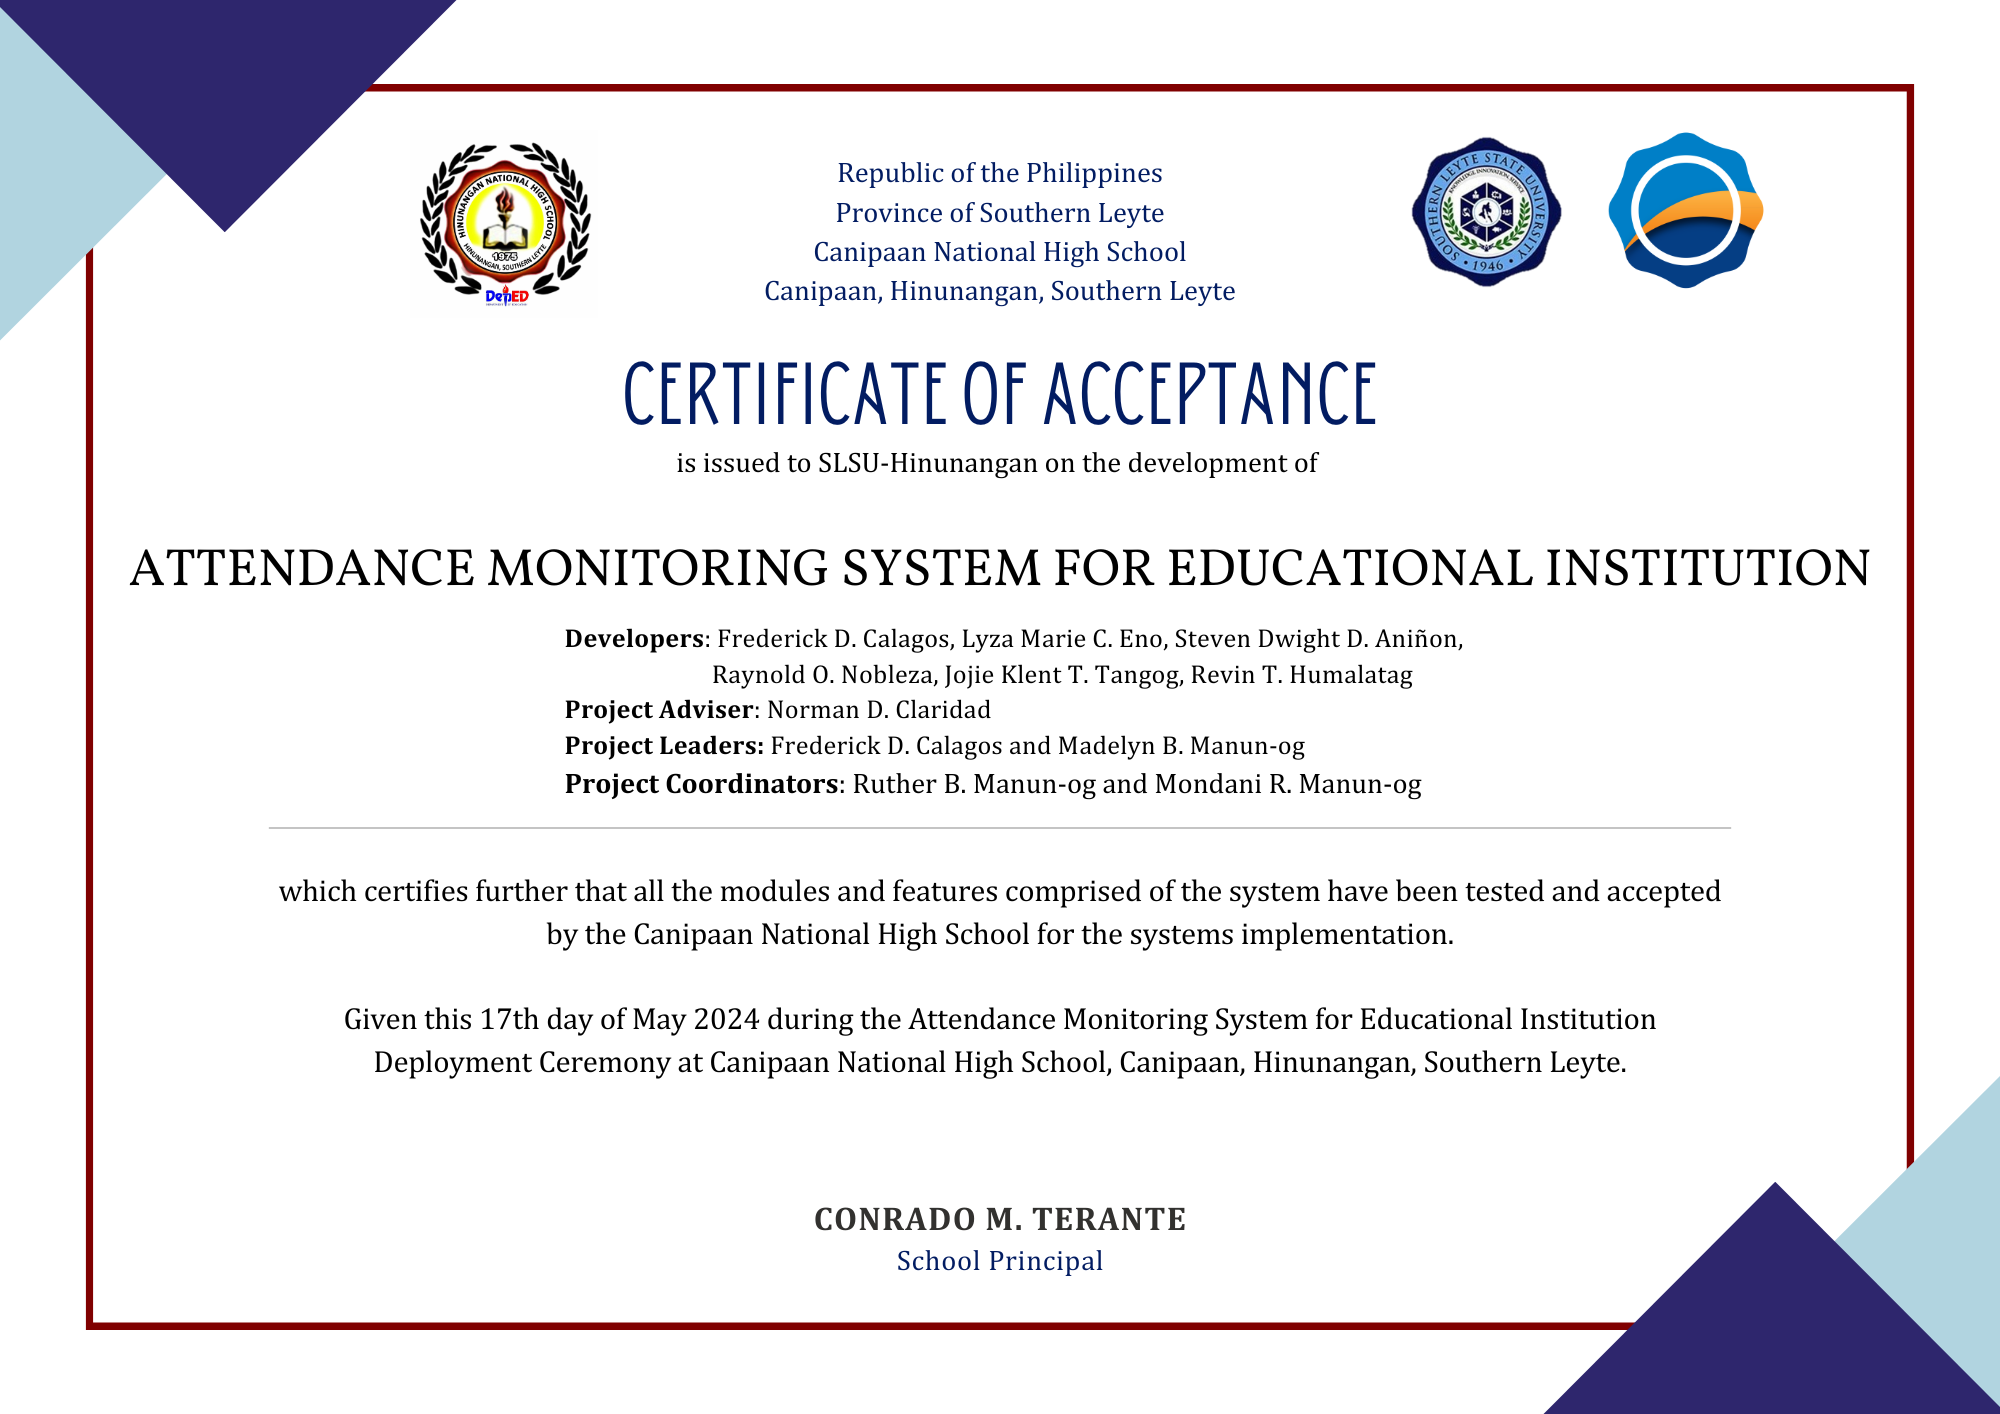 HINUNANGAN NATIONAL HIGH SCHOOL
1975
HINUNANGAN, SOUTHERN LEYTE
DepED
Republic of the Philippines
Province of Southern Leyte
Canipaan National High School
Canipaan, Hinunangan, Southern Leyte
SOUTHERN LEYTE STATE UNIVERSITY
KNOWLEDGE INNOVATION SERVICE
• 1946 •
CERTIFICATE OF ACCEPTANCE
is issued to SLSU-Hinunangan on the development of
ATTENDANCE MONITORING SYSTEM FOR EDUCATIONAL INSTITUTION
Developers: Frederick D. Calagos, Lyza Marie C. Eno, Steven Dwight D. Aniñon,
Raynold O. Nobleza, Jojie Klent T. Tangog, Revin T. Humalatag
Project Adviser: Norman D. Claridad
Project Leaders: Frederick D. Calagos and Madelyn B. Manun-og
Project Coordinators: Ruther B. Manun-og and Mondani R. Manun-og
which certifies further that all the modules and features comprised of the system have been tested and accepted
by the Canipaan National High School for the systems implementation.
Given this 17th day of May 2024 during the Attendance Monitoring System for Educational Institution
Deployment Ceremony at Canipaan National High School, Canipaan, Hinunangan, Southern Leyte.
CONRADO M. TERANTE
School Principal